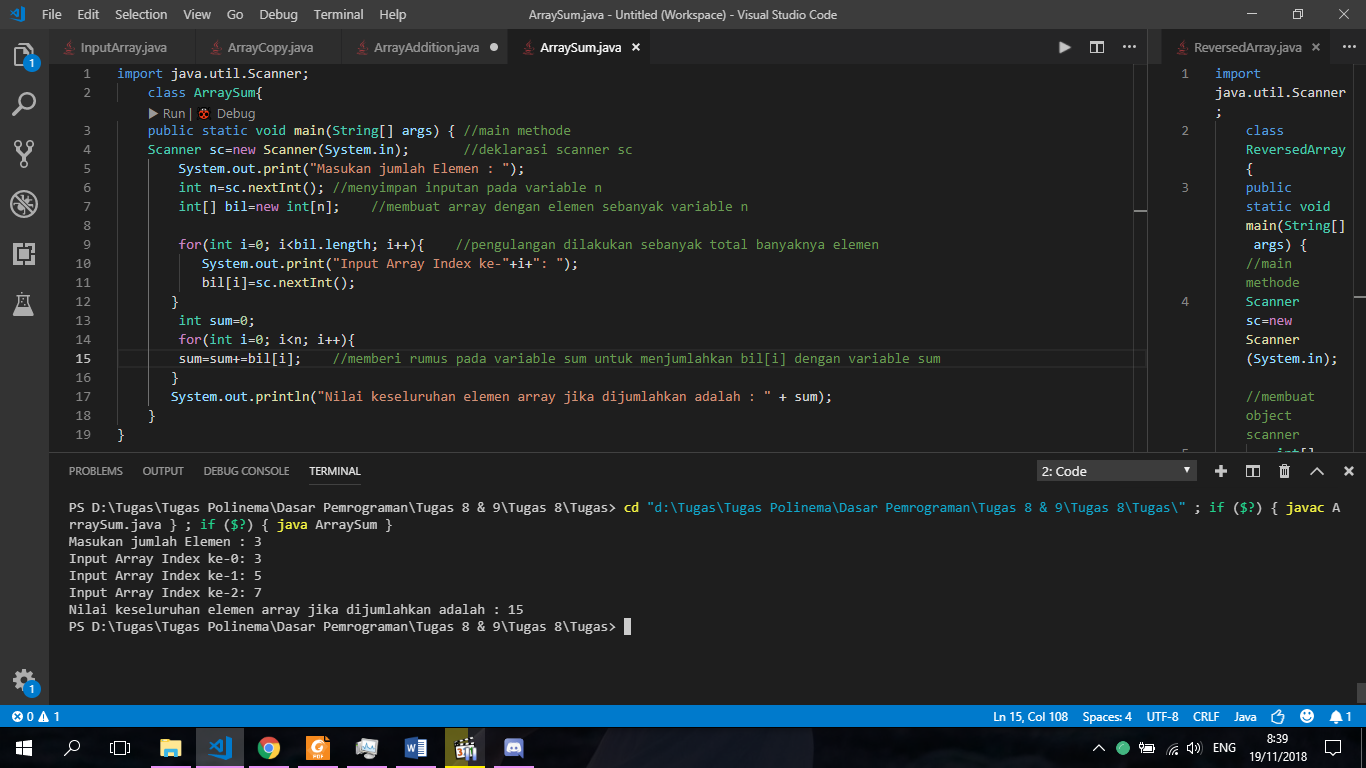 File Edit Selection View Go Debug Terminal Help
ArraySum.java - Untitled (Workspace) - Visual Studio Code
InputArray.java ArrayCopy.java ArrayAddition.java ArraySum.java
1 import java.util.Scanner;
2 class ArraySum{
Run | Debug
3 public static void main(String[] args) { //main methode
4 Scanner sc=new Scanner(System.in); //deklarasi scanner sc
5 System.out.print("Masukan jumlah Elemen : ");
6 int n=sc.nextInt(); //menyimpan inputan pada variable n
7 int[] bil=new int[n]; //membuat array dengan elemen sebanyak variable n
8
9 for(int i=0; i<bil.length; i++){ //pengulangan dilakukan sebanyak total banyaknya elemen
10 System.out.print("Input Array Index ke-"+i+": ");
11 bil[i]=sc.nextInt();
12 }
13 int sum=0;
14 for(int i=0; i<n; i++){
15 sum=sum+=bil[i]; //memberi rumus pada variable sum untuk menjumlahkan bil[i] dengan variable sum
16 }
17 System.out.println("Nilai keseluruhan elemen array jika dijumlahkan adalah : " + sum);
18 }
19 }
ReversedArray.java
1 import
java.util.Scanner
;
2 class
ReversedArray
{
3 public
static void
main(String[]
args) {
//main
methode
4 Scanner
sc=new
Scanner
(System.in);
//membuat
object
scanner
PROBLEMS OUTPUT DEBUG CONSOLE TERMINAL
2: Code
PS D:\Tugas\Tugas Polinema\Dasar Pemrograman\Tugas 8 & 9\Tugas 8\Tugas> cd "d:\Tugas\Tugas Polinema\Dasar Pemrograman\Tugas 8 & 9\Tugas 8\Tugas\" ; if ($?) { javac A
rraySum.java } ; if ($?) { java ArraySum }
Masukan jumlah Elemen : 3
Input Array Index ke-0: 3
Input Array Index ke-1: 5
Input Array Index ke-2: 7
Nilai keseluruhan elemen array jika dijumlahkan adalah : 15
PS D:\Tugas\Tugas Polinema\Dasar Pemrograman\Tugas 8 & 9\Tugas 8\Tugas>
1
1
0 1
Ln 15, Col 108 Spaces: 4 UTF-8 CRLF Java 1
ENG
8:39
19/11/2018